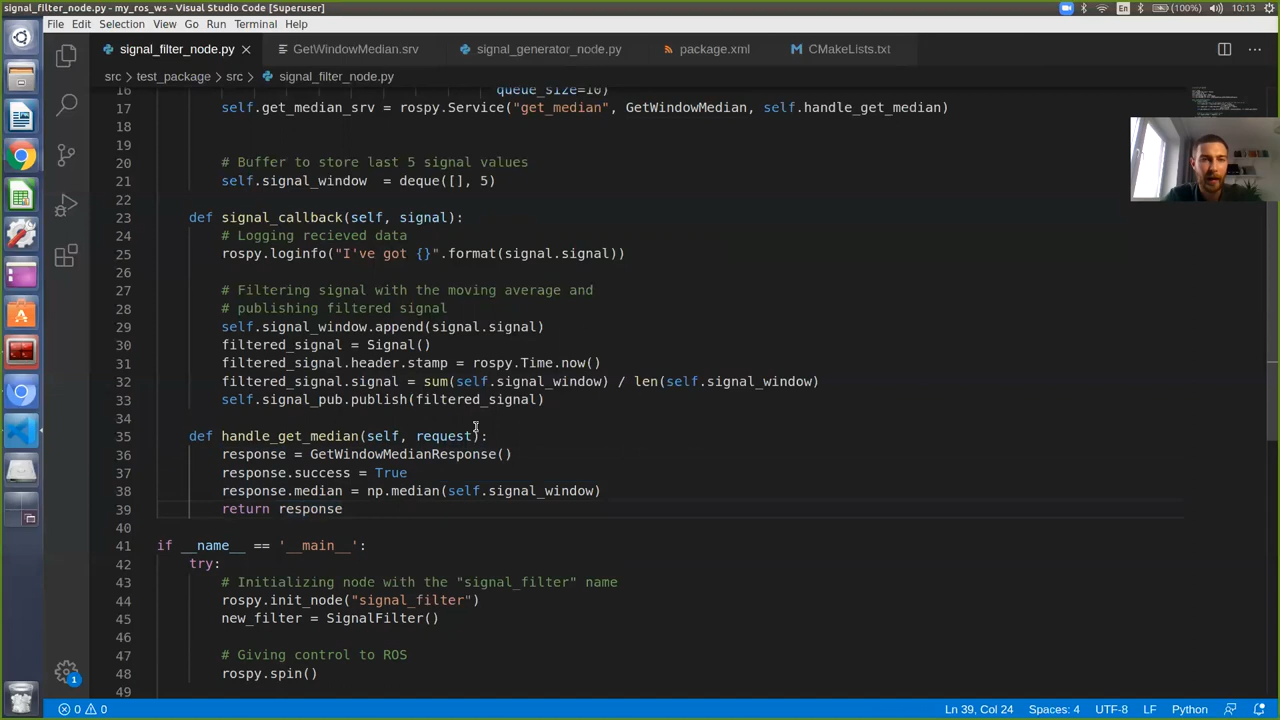 signal_filter_node.py - my_ros_ws - Visual Studio Code [Superuser]
En
(100%)
10:13
File Edit Selection View Go Run Terminal Help
signal_filter_node.py
GetWindowMedian.srv
signal_generator_node.py
package.xml
CMakeLists.txt
src > test_package > src > signal_filter_node.py
16 queue_size=10)
17 self.get_median_srv = rospy.Service("get_median", GetWindowMedian, self.handle_get_median)
18
19
20 # Buffer to store last 5 signal values
21 self.signal_window  = deque([], 5)
22
23 def signal_callback(self, signal):
24 # Logging recieved data
25 rospy.loginfo("I've got {}".format(signal.signal))
26
27 # Filtering signal with the moving average and
28 # publishing filtered signal
29 self.signal_window.append(signal.signal)
30 filtered_signal = Signal()
31 filtered_signal.header.stamp = rospy.Time.now()
32 filtered_signal.signal = sum(self.signal_window) / len(self.signal_window)
33 self.signal_pub.publish(filtered_signal)
34
35 def handle_get_median(self, request):
36 response = GetWindowMedianResponse()
37 response.success = True
38 response.median = np.median(self.signal_window)
39 return response
40
41 if __name__ == '__main__':
42 try:
43 # Initializing node with the "signal_filter" name
44 rospy.init_node("signal_filter")
45 new_filter = SignalFilter()
46
47 # Giving control to ROS
48 rospy.spin()
49
1
0 0
Ln 39, Col 24
Spaces: 4
UTF-8
LF
Python